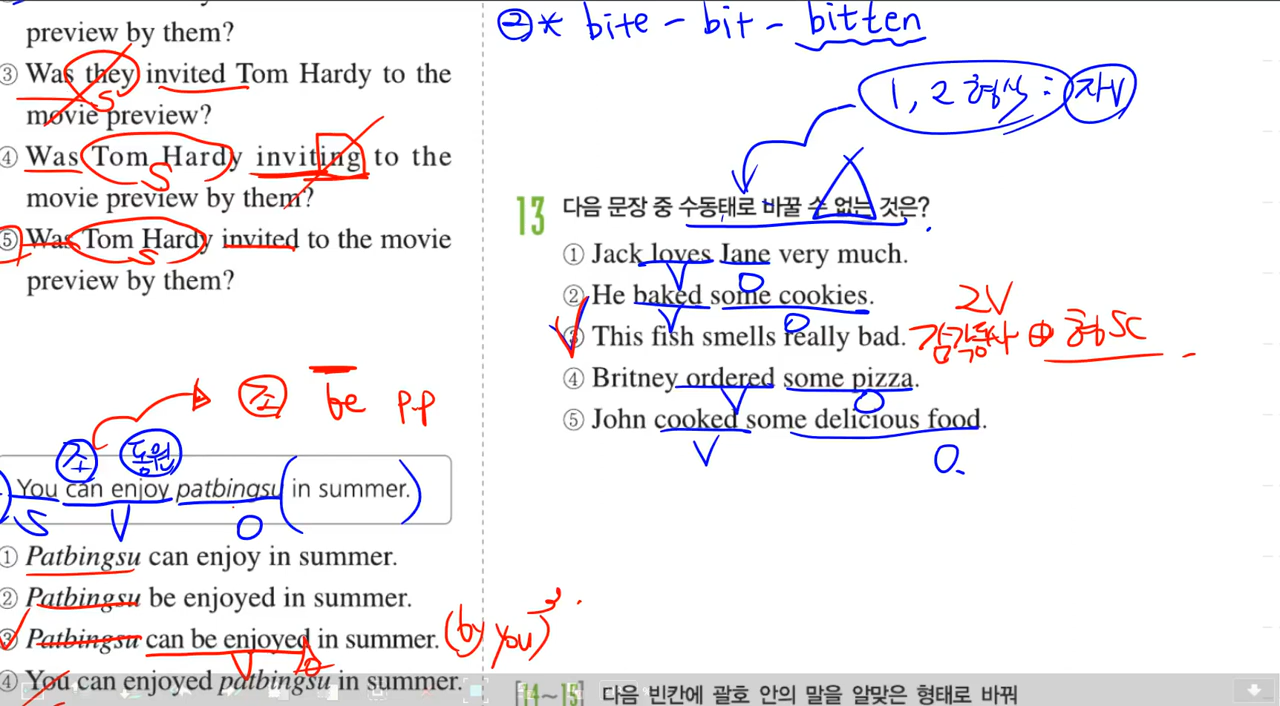 preview by them?
③ Was they invited Tom Hardy to the
S
movie preview?
④ Was Tom Hardy inviting to the
S
movie preview by them?
⑤ Was Tom Hardy invited to the movie
S
preview by them?
조 be p.p
조 동원
You can enjoy patbingsu in summer.
S V O
① Patbingsu can enjoy in summer.
② Patbingsu be enjoyed in summer.
③ Patbingsu can be enjoyed in summer. (by you)
V
④ You can enjoyed patbingsu in summer.
② * bite - bit - bitten
1, 2 형식 : 자V
13 다음 문장 중 수동태로 바꿀 수 없는 것은?
① Jack loves Jane very much.
V O
② He baked some cookies.
V O
2V
③ This fish smells really bad.
감각동사 ⊕ 형 SC
④ Britney ordered some pizza.
V O
⑤ John cooked some delicious food.
V O
[14~15] 다음 빈칸에 괄호 안의 말을 알맞은 형태로 바꿔